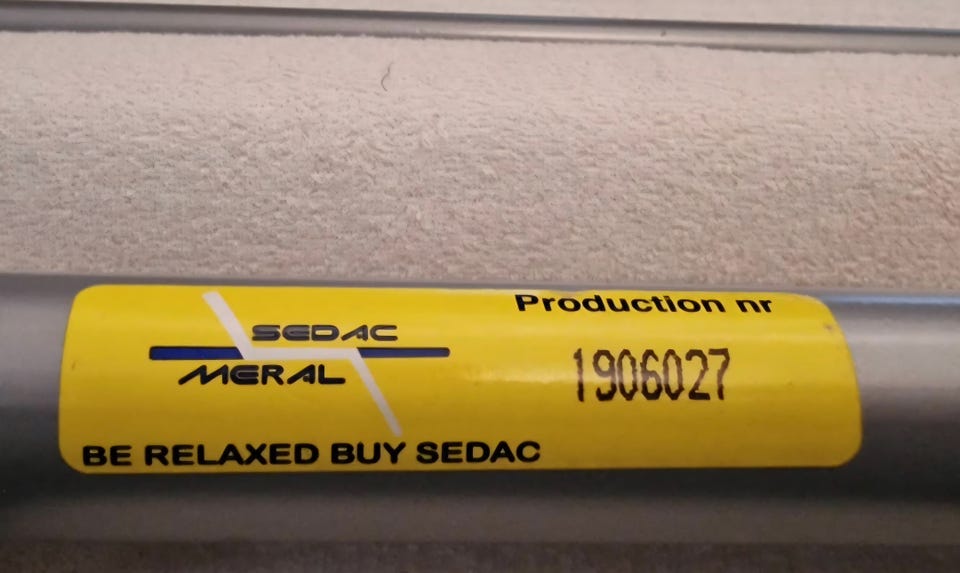 SEDAC
MERAL
BE RELAXED BUY SEDAC
Production nr
1906027